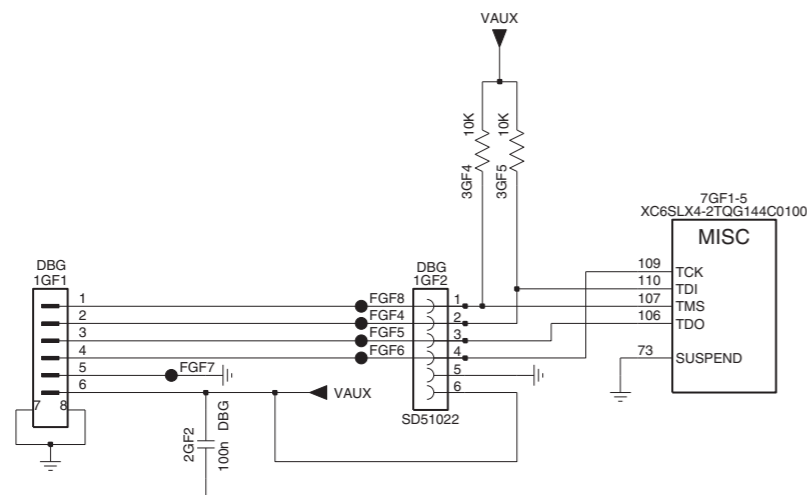 VAUX
10K
10K
3GF4
3GF5
7GF1-5
XC6SLX4-2TQG144C0100
MISC
109
TCK
110
TDI
107
TMS
106
TDO
73
SUSPEND
DBG
1GF1
1
2
3
4
5
6
7
8
FGF8
FGF4
FGF5
FGF6
FGF7
VAUX
DBG
1GF2
1
2
3
4
5
6
SD51022
2GF2
100n
DBG